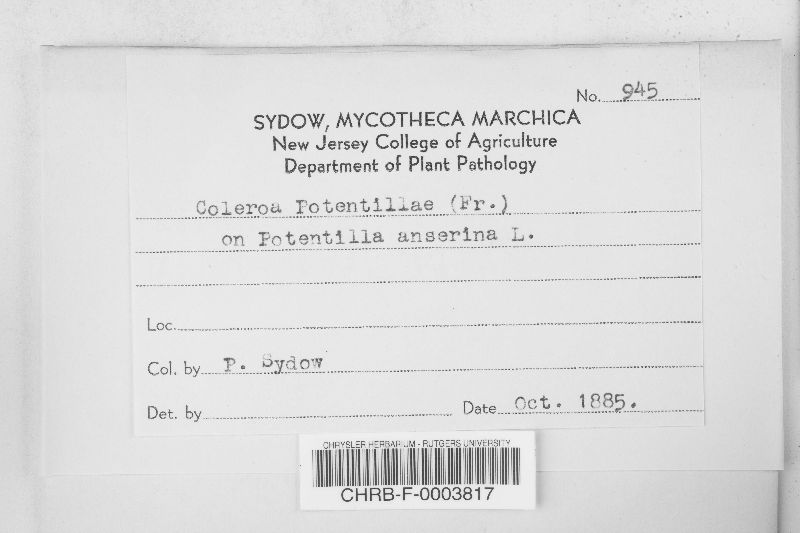 No. 945
SYDOW, MYCOTHECA MARCHICA
New Jersey College of Agriculture
Department of Plant Pathology
Coleroa Potentillae (Fr.)
on Potentilla anserina L.
Loc.
Col. by P. Sydow
Det. by Date Oct. 1885.
CHRYSLER HERBARIUM - RUTGERS UNIVERSITY
CHRB-F-0003817